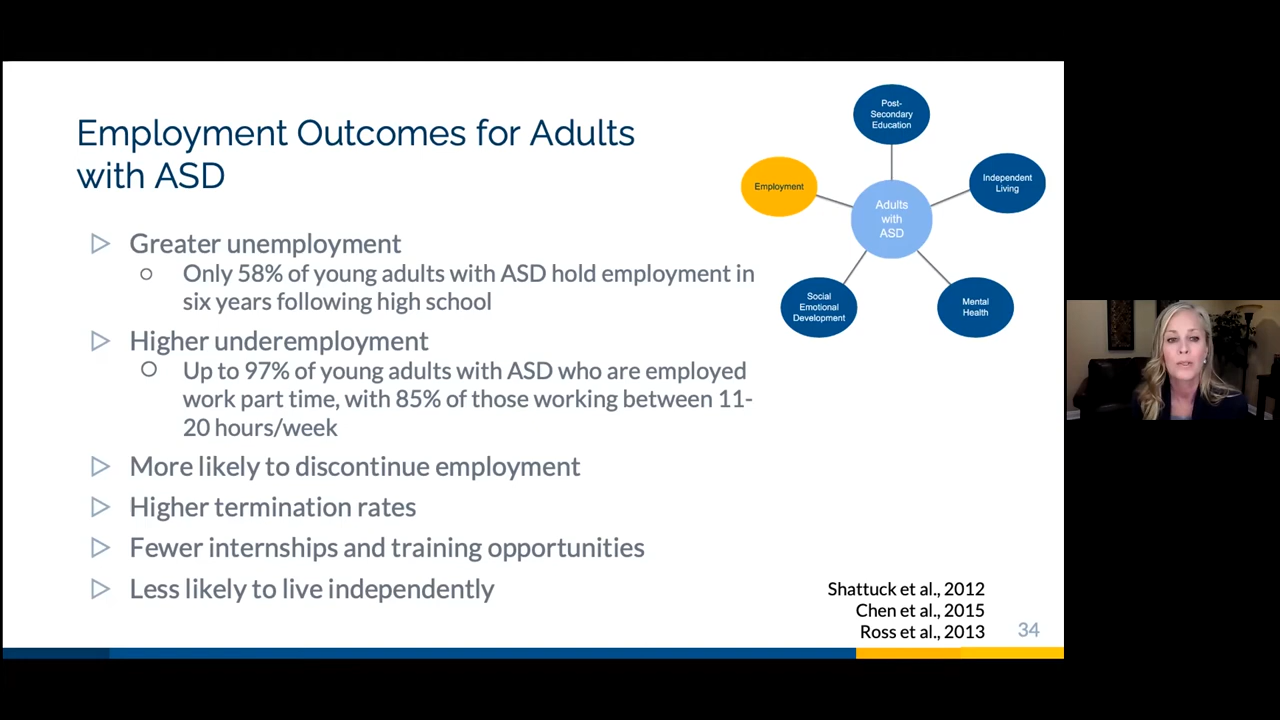 Employment Outcomes for Adults
with ASD
Greater unemployment
Only 58% of young adults with ASD hold employment in
six years following high school
Higher underemployment
Up to 97% of young adults with ASD who are employed
work part time, with 85% of those working between 11-
20 hours/week
More likely to discontinue employment
Higher termination rates
Fewer internships and training opportunities
Less likely to live independently
Post-
Secondary
Education
Employment
Independent
Living
Adults
with
ASD
Social
Emotional
Development
Mental
Health
Shattuck et al., 2012
Chen et al., 2015
Ross et al., 2013
34